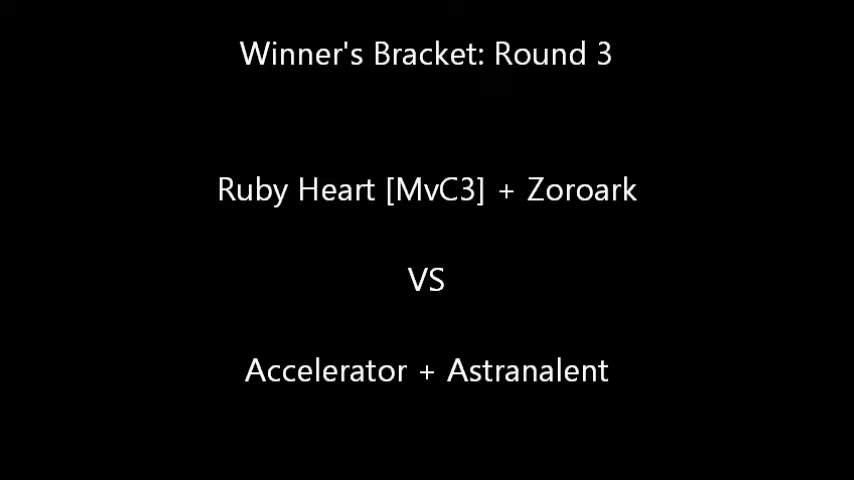 Winner's Bracket: Round 3
Ruby Heart [MvC3] + Zoroark
VS
Accelerator + Astranalent